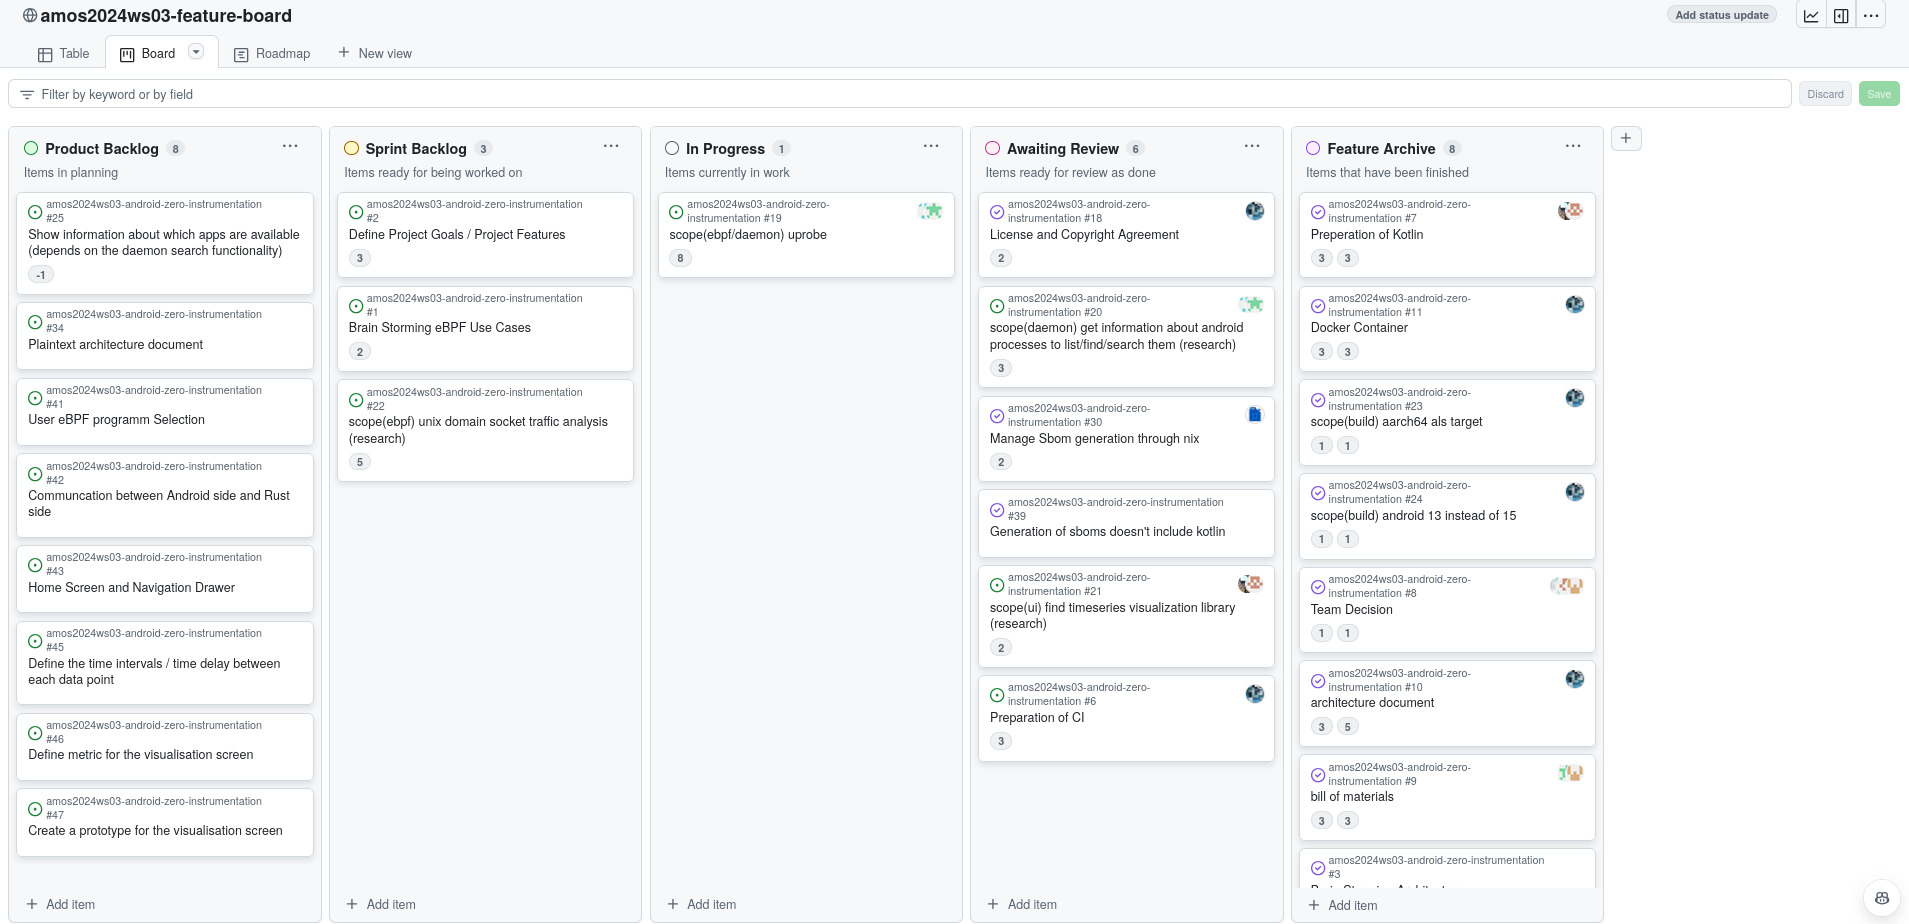 amos2024ws03-feature-board
Add status update
Table
Board
Roadmap
New view
Filter by keyword or by field
Discard
Save
Product Backlog 8
Items in planning
amos2024ws03-android-zero-instrumentation
#25
Show information about which apps are available
(depends on the daemon search functionality)
-1
amos2024ws03-android-zero-instrumentation
#34
Plaintext architecture document
amos2024ws03-android-zero-instrumentation
#41
User eBPF programm Selection
amos2024ws03-android-zero-instrumentation
#42
Communcation between Android side and Rust
side
amos2024ws03-android-zero-instrumentation
#43
Home Screen and Navigation Drawer
amos2024ws03-android-zero-instrumentation
#45
Define the time intervals / time delay between
each data point
amos2024ws03-android-zero-instrumentation
#46
Define metric for the visualisation screen
amos2024ws03-android-zero-instrumentation
#47
Create a prototype for the visualisation screen
Add item
Sprint Backlog 3
Items ready for being worked on
amos2024ws03-android-zero-instrumentation
#2
Define Project Goals / Project Features
3
amos2024ws03-android-zero-instrumentation
#1
Brain Storming eBPF Use Cases
2
amos2024ws03-android-zero-instrumentation
#22
scope(ebpf) unix domain socket traffic analysis
(research)
5
Add item
In Progress 1
Items currently in work
amos2024ws03-android-zero-
instrumentation #19
scope(ebpf/daemon) uprobe
8
Add item
Awaiting Review 6
Items ready for review as done
amos2024ws03-android-zero-
instrumentation #18
License and Copyright Agreement
2
amos2024ws03-android-zero-
instrumentation #20
scope(daemon) get information about android
processes to list/find/search them (research)
3
amos2024ws03-android-zero-
instrumentation #30
Manage Sbom generation through nix
2
amos2024ws03-android-zero-instrumentation
#39
Generation of sboms doesn't include kotlin
amos2024ws03-android-zero-
instrumentation #21
scope(ui) find timeseries visualization library
(research)
2
amos2024ws03-android-zero-
instrumentation #6
Preparation of CI
3
Add item
Feature Archive 8
Items that have been finished
amos2024ws03-android-zero-
instrumentation #7
Preperation of Kotlin
3 3
amos2024ws03-android-zero-
instrumentation #11
Docker Container
3 3
amos2024ws03-android-zero-
instrumentation #23
scope(build) aarch64 als target
1 1
amos2024ws03-android-zero-
instrumentation #24
scope(build) android 13 instead of 15
1 1
amos2024ws03-android-zero-
instrumentation #8
Team Decision
1 1
amos2024ws03-android-zero-
instrumentation #10
architecture document
3 5
amos2024ws03-android-zero-
instrumentation #9
bill of materials
3 3
amos2024ws03-android-zero-instrumentation
#3
Add item